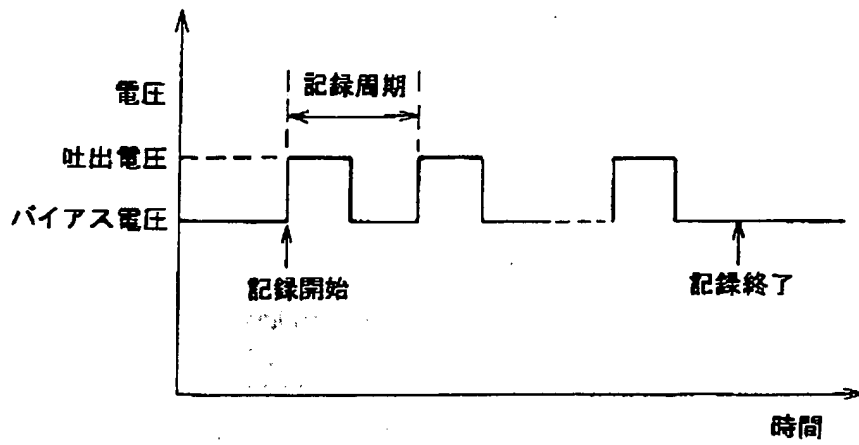 記録周期
電圧
吐出電圧
バイアス電圧
記録開始
記録終了
時間